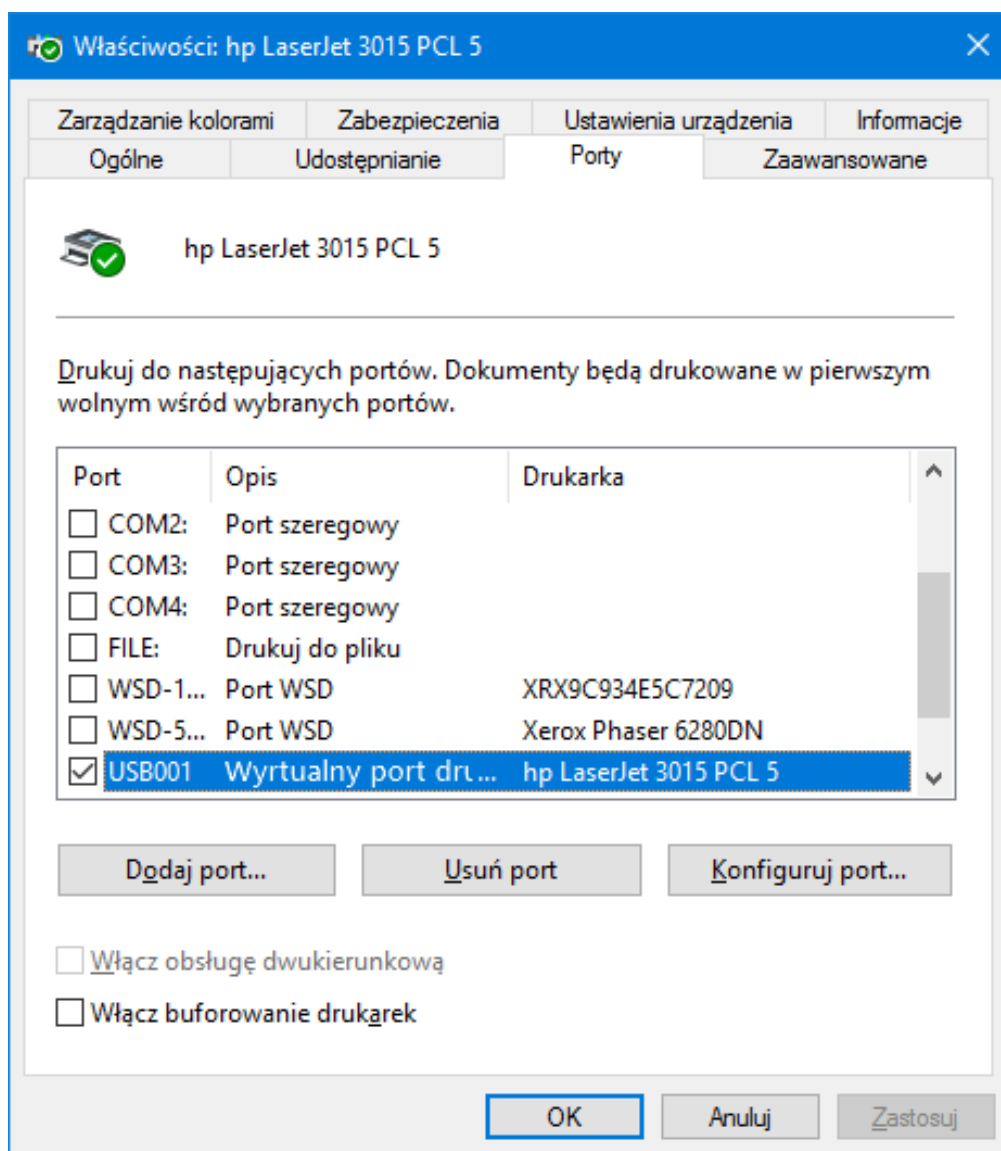 Właściwości: hp LaserJet 3015 PCL 5
Zarządzanie kolorami Zabezpieczenia Ustawienia urządzenia Informacje
Ogólne Udostępnianie Porty Zaawansowane
hp LaserJet 3015 PCL 5
Drukuj do następujących portów. Dokumenty będą drukowane w pierwszym
wolnym wśród wybranych portów.
Port Opis Drukarka
COM2: Port szeregowy
COM3: Port szeregowy
COM4: Port szeregowy
FILE: Drukuj do pliku
WSD-1... Port WSD XRX9C934E5C7209
WSD-5... Port WSD Xerox Phaser 6280DN
USB001 Wyrtualny port dru... hp LaserJet 3015 PCL 5
Dodaj port... Usuń port Konfiguruj port...
Włącz obsługę dwukierunkową
Włącz buforowanie drukarek
OK Anuluj Zastosuj